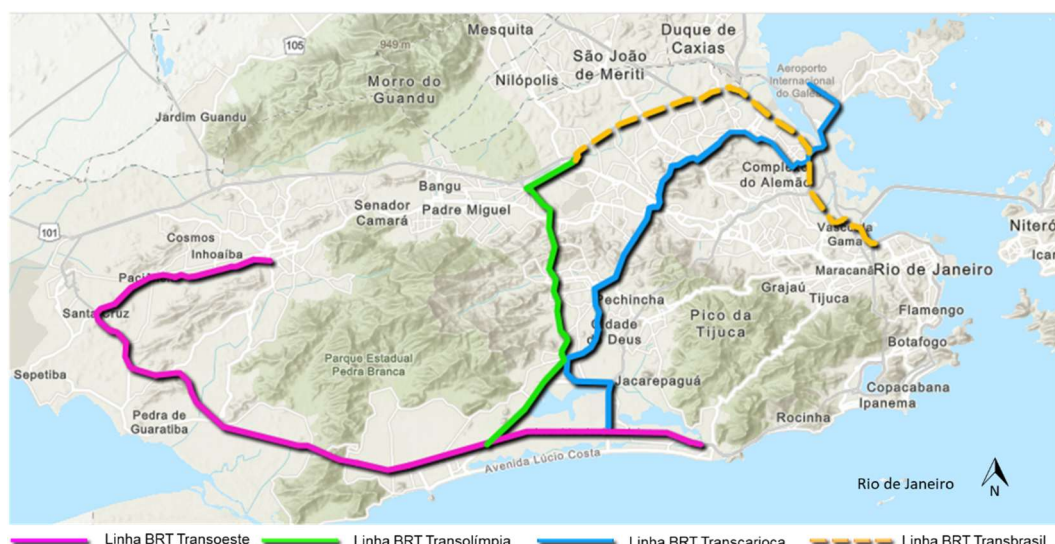 Mesquita
Duque de
Caxias
São João
de Meriti
105
949 m
Nilópolis
Morro do
Guandu
Aeroporto
Internacional
do Galeão
Jardim Guandu
Complexo
do Alemão
Bangu
Senador
Camará
Padre Miguel
101
Cosmos
Inhoaíba
Vasco da
Gama
Niteró
Icar
Maracanã
Rio de Janeiro
Paciência
Grajaú
Tijuca
Pechincha
Santa Cruz
Cidade
de Deus
Pico da
Tijuca
Flamengo
Botafogo
Parque Estadual
Pedra Branca
Sepetiba
Jacarepaguá
Copacabana
Ipanema
Pedra de
Guaratiba
Rocinha
Avenida Lúcio Costa
Rio de Janeiro
N
Linha BRT Transoeste
Linha BRT Transolímpia
Linha BRT Transcarioca
Linha BRT Transbrasil